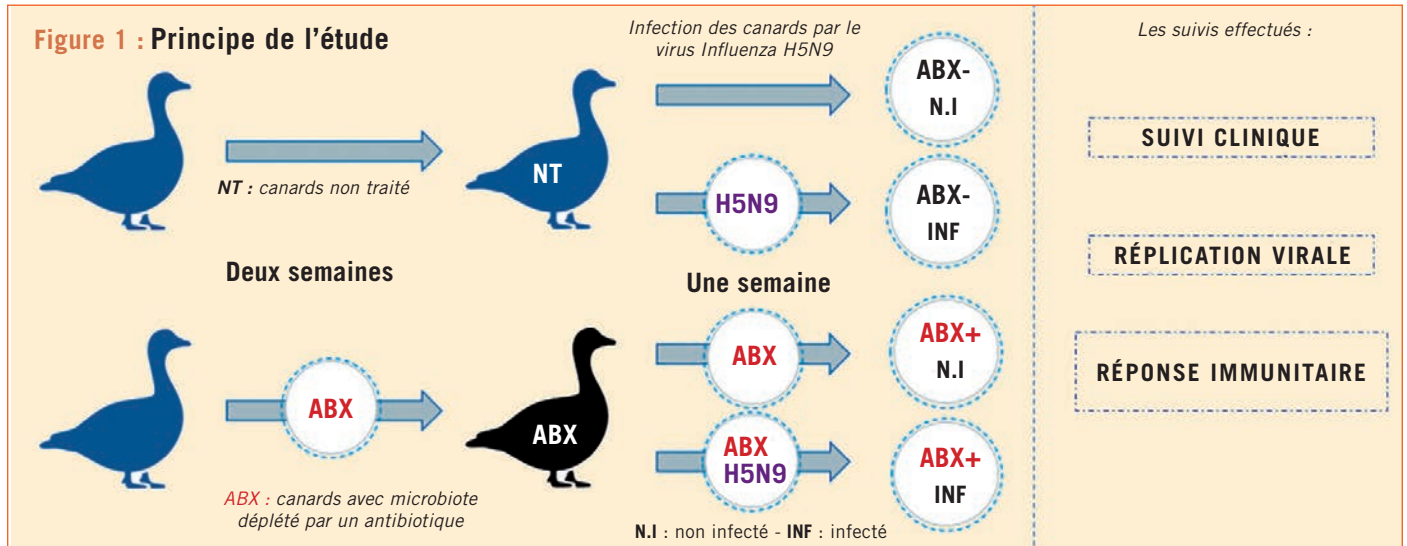 Figure 1 : Principe de l'étude
Infection des canards par le
virus Influenza H5N9
Les suivis effectués :
ABX-
N.I
SUIVI CLINIQUE
NT
NT : canards non traité
H5N9
ABX-
INF
RÉPLICATION VIRALE
Deux semaines
Une semaine
ABX
ABX+
N.I
RÉPONSE IMMUNITAIRE
ABX
ABX
ABX
H5N9
ABX+
INF
ABX : canards avec microbiote
déplété par un antibiotique
N.I : non infecté - INF : infecté